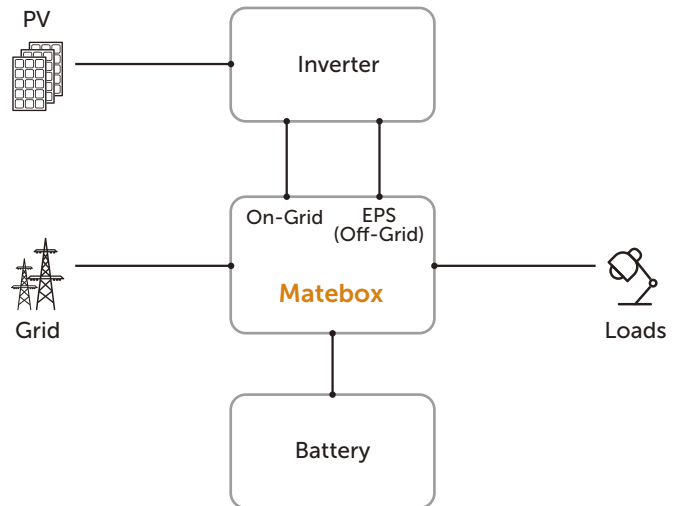 PV
Inverter
On-Grid
EPS
(Off-Grid)
Matebox
Grid
Loads
Battery